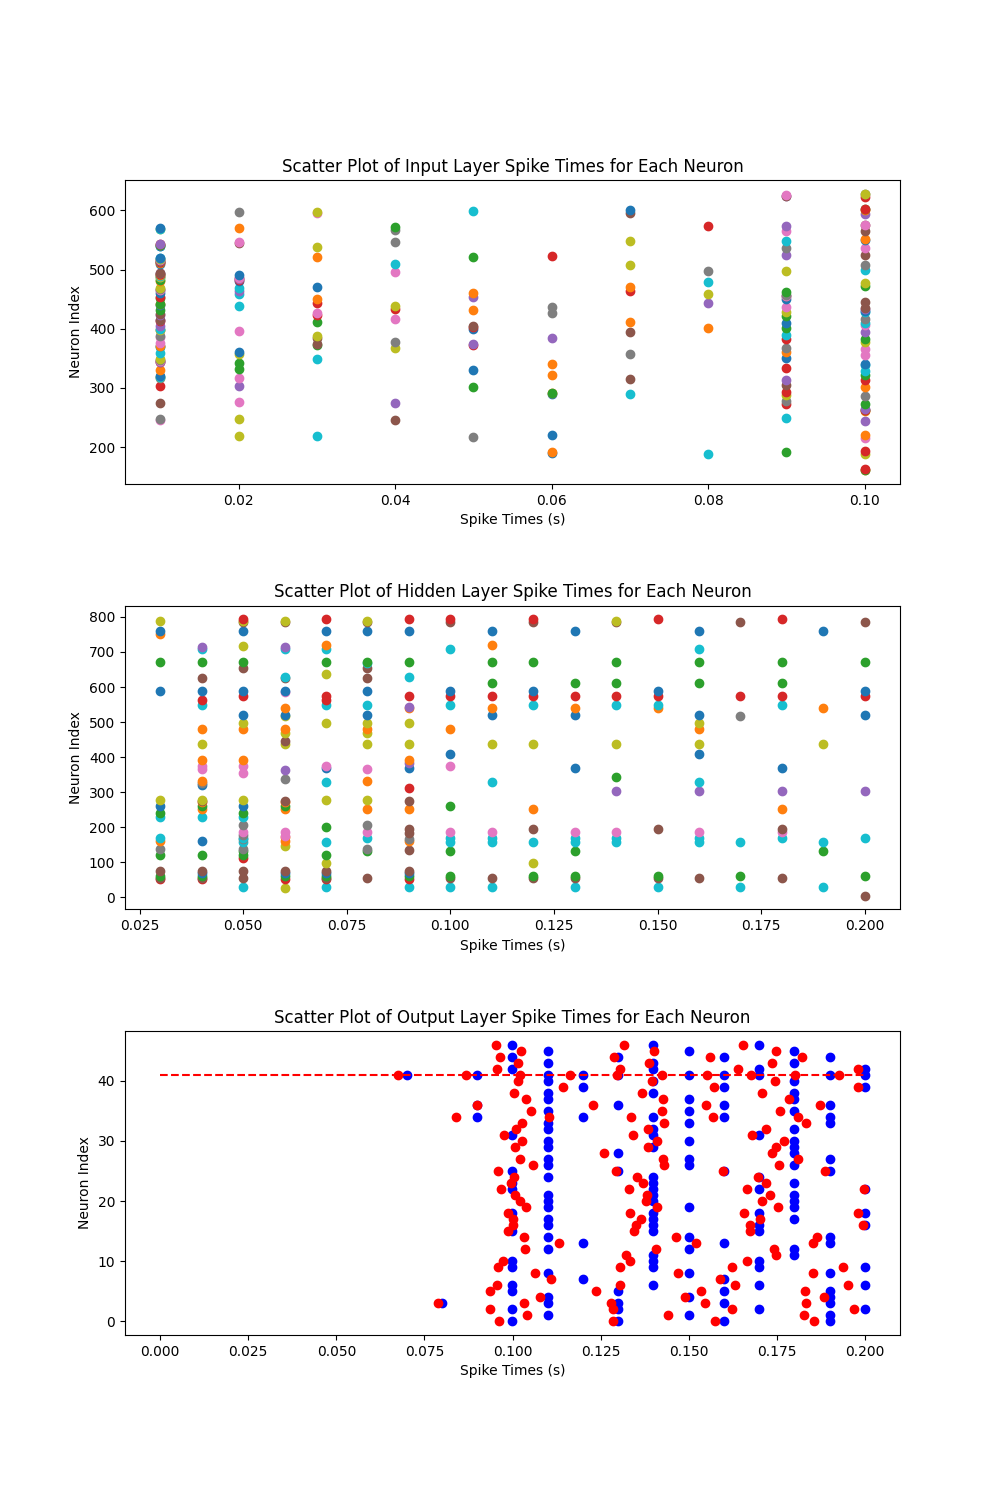 Scatter Plot of Input Layer Spike Times for Each Neuron
600
500
400
300
200
Neuron Index
0.02 0.04 0.06 0.08 0.10
Spike Times (s)
Scatter Plot of Hidden Layer Spike Times for Each Neuron
800
700
600
500
400
300
200
100
0
Neuron Index
0.025 0.050 0.075 0.100 0.125 0.150 0.175 0.200
Spike Times (s)
Scatter Plot of Output Layer Spike Times for Each Neuron
40
30
20
10
0
Neuron Index
0.000 0.025 0.050 0.075 0.100 0.125 0.150 0.175 0.200
Spike Times (s)